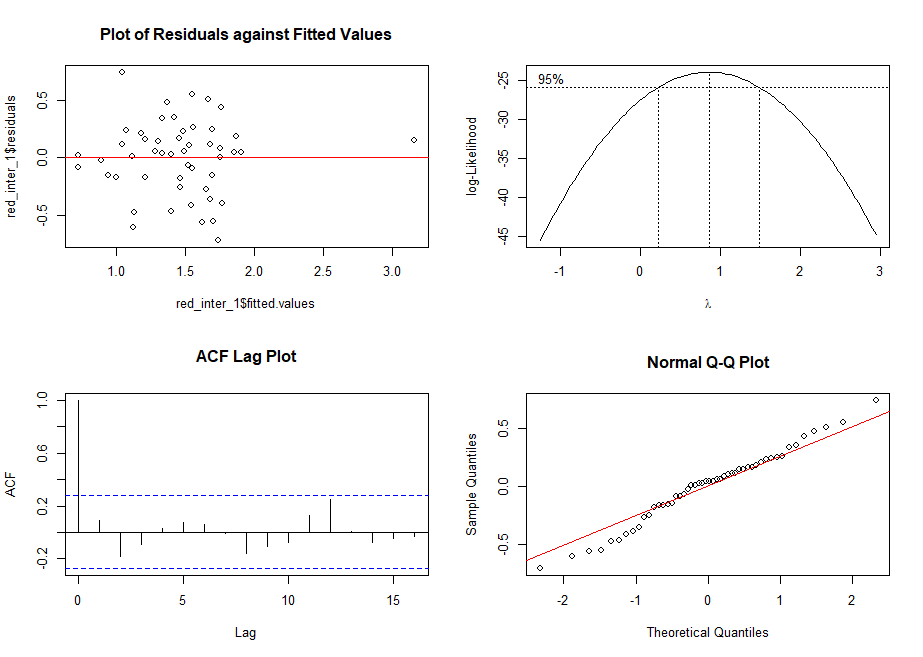 Plot of Residuals against Fitted Values
red_inter_1$residuals
0.5
0.0
-0.5
1.0 1.5 2.0 2.5 3.0
red_inter_1$fitted.values
95%
log-Likelihood
-25
-30
-35
-40
-45
-1 0 1 2 3
λ
ACF Lag Plot
ACF
1.0
0.6
0.2
-0.2
0 5 10 15
Lag
Normal Q-Q Plot
Sample Quantiles
0.5
0.0
-0.5
-2 -1 0 1 2
Theoretical Quantiles